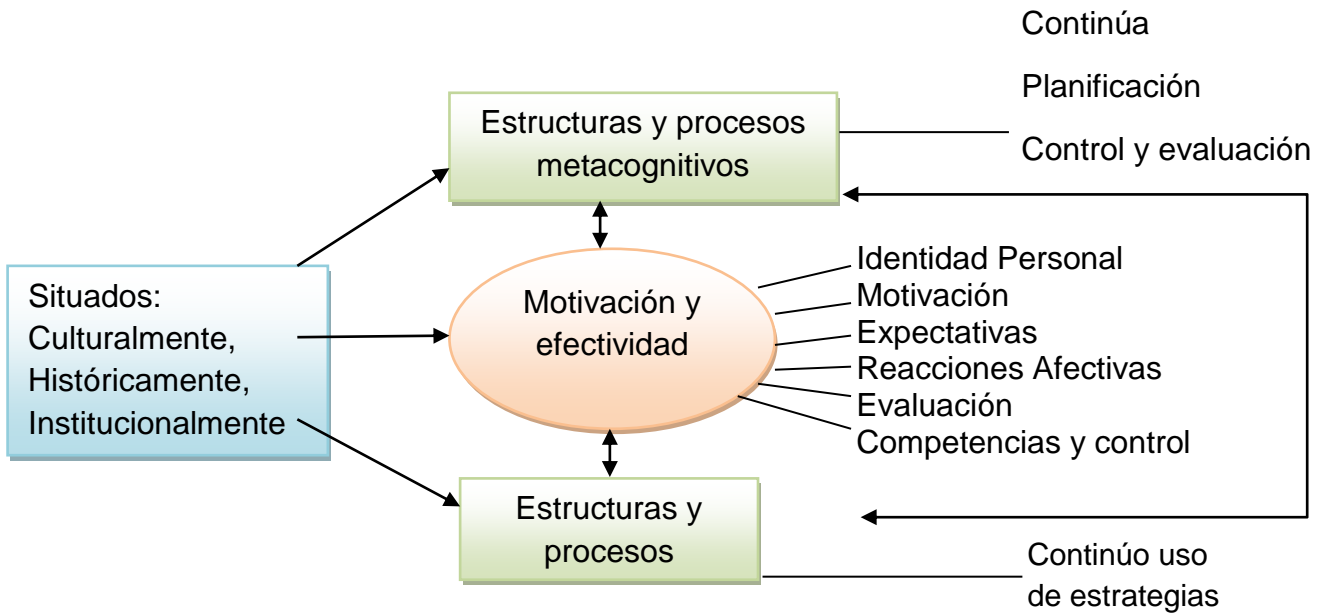 Continúa
Planificación
Control y evaluación
Estructuras y procesos
metacognitivos
Situados:
Culturalmente,
Históricamente,
Institucionalmente
Motivación y
efectividad
Identidad Personal
Motivación
Expectativas
Reacciones Afectivas
Evaluación
Competencias y control
Estructuras y
procesos
Continúo uso
de estrategias